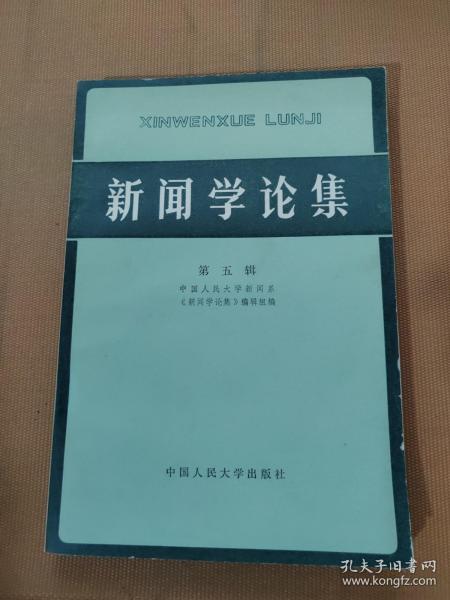 XINWENXUE LUNJI
新闻学论集
第五辑
中国人民大学新闻系
《新闻学论集》编辑组编
中国人民大学出版社
孔夫子旧书网
www.kongfz.com